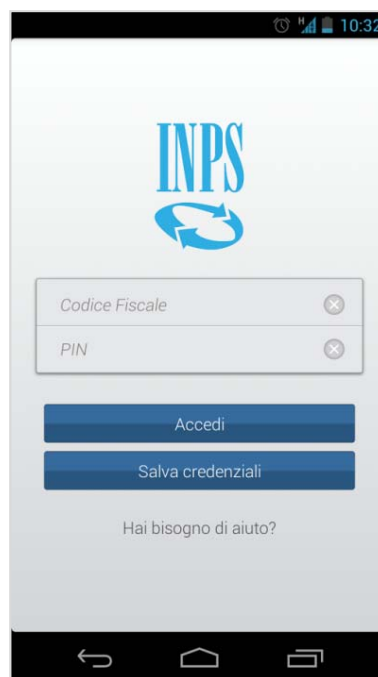 H 10:32
INPS
Codice Fiscale
PIN
Accedi
Salva credenziali
Hai bisogno di aiuto?